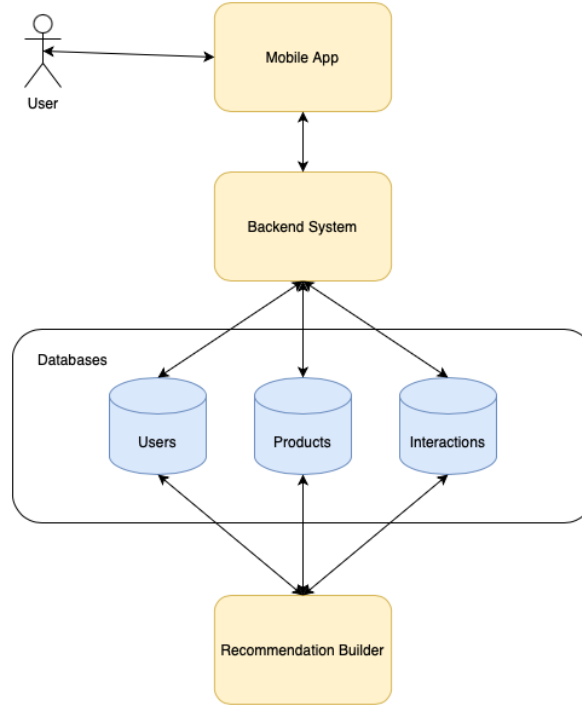 Mobile App
User
Backend System
Databases
Users
Products
Interactions
Recommendation Builder